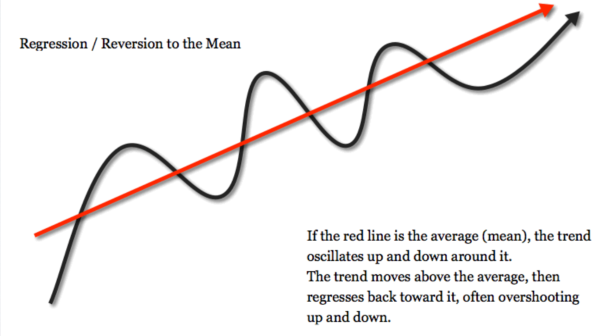 Regression / Reversion to the Mean
If the red line is the average (mean), the trend
oscillates up and down around it.
The trend moves above the average, then
regresses back toward it, often overshooting
up and down.